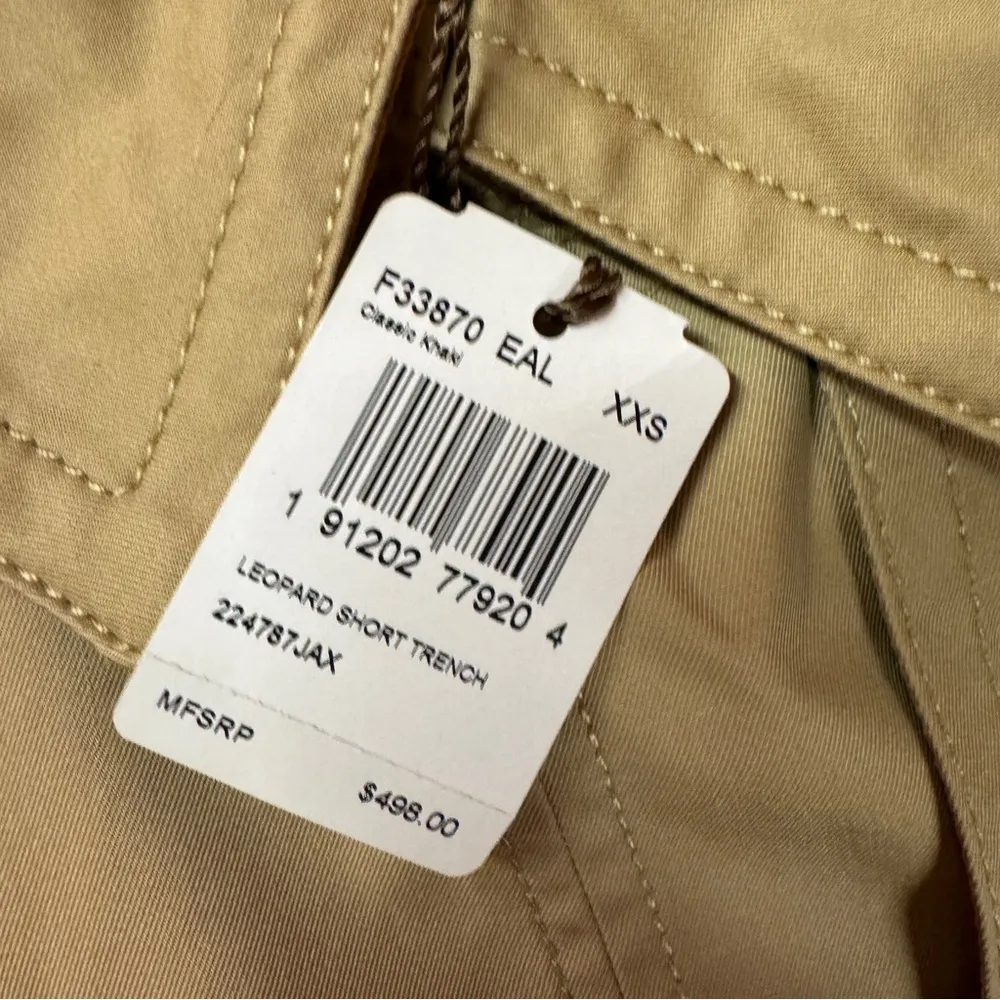 F33870 EAL
Classic Khaki
XXS
1 91202 77920 4
LEOPARD SHORT TRENCH
224787JAX
MFSRP
$498.00